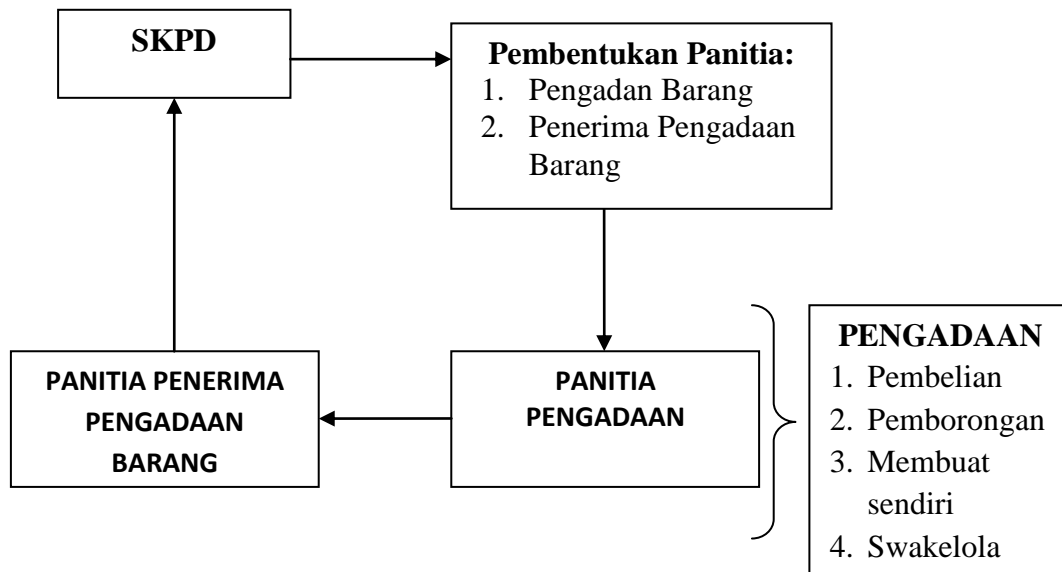 SKPD
Pembentukan Panitia:
1. Pengadan Barang
2. Penerima Pengadaan
Barang
PANITIA PENERIMA
PENGADAAN
BARANG
PANITIA
PENGADAAN
PENGADAAN
1. Pembelian
2. Pemborongan
3. Membuat
sendiri
4. Swakelola